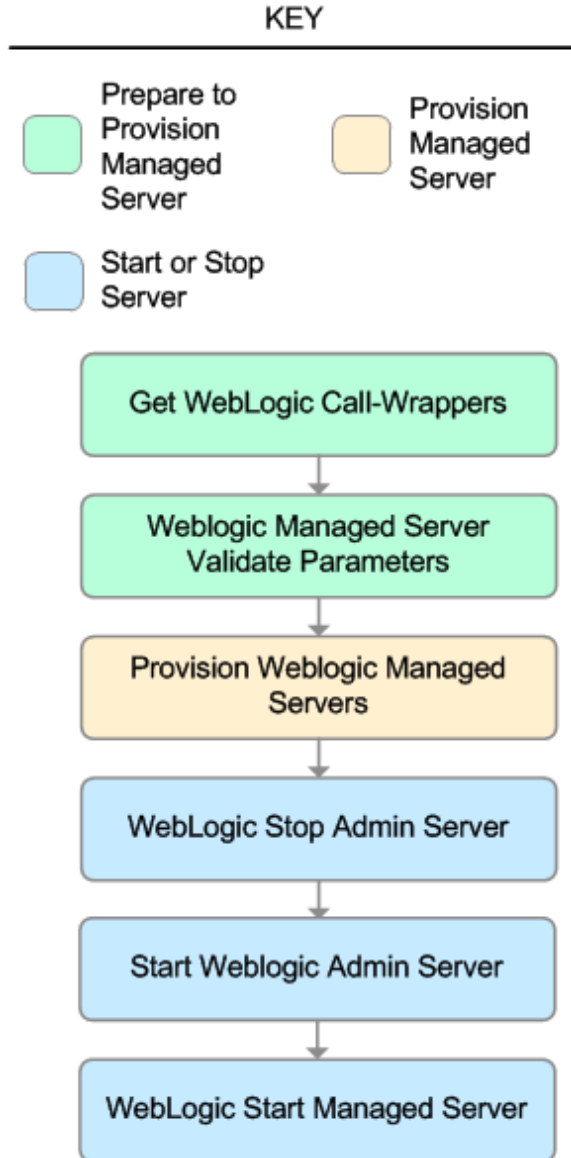 KEY
Prepare to
Provision
Managed
Server
Provision
Managed
Server
Start or Stop
Server
Get WebLogic Call-Wrappers
Weblogic Managed Server
Validate Parameters
Provision Weblogic Managed
Servers
WebLogic Stop Admin Server
Start Weblogic Admin Server
WebLogic Start Managed Server